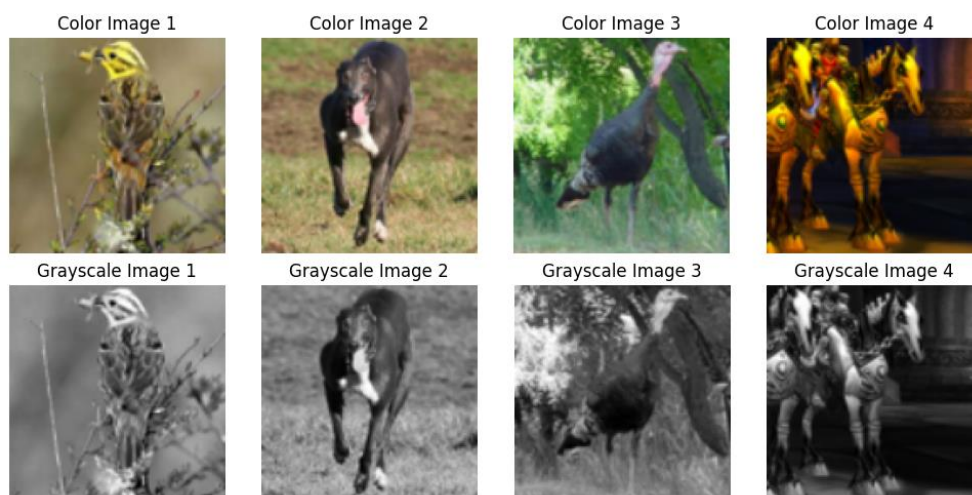 Color Image 1
Color Image 2
Color Image 3
Color Image 4
Grayscale Image 1
Grayscale Image 2
Grayscale Image 3
Grayscale Image 4